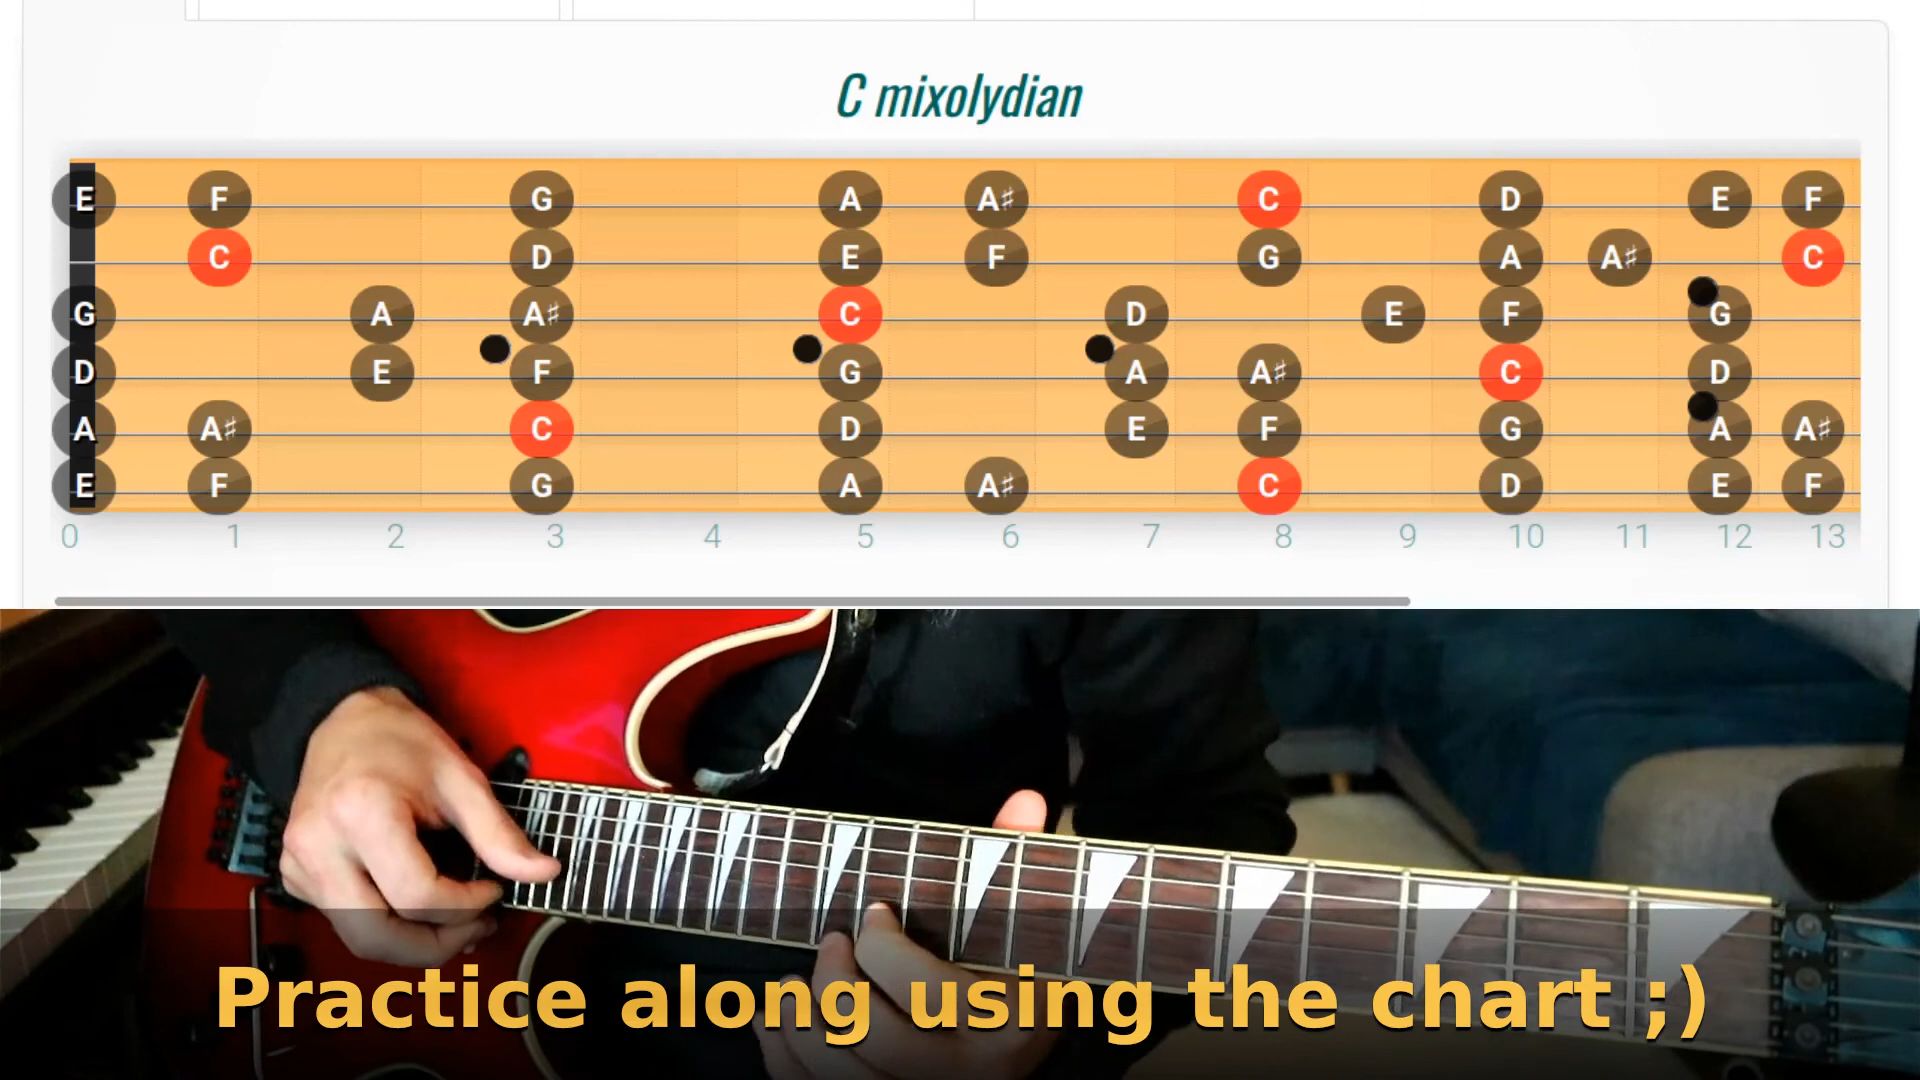 C mixolydian
E F G A A♯ C D E F
C D E F G A A♯ C
G A A♯ C D E F G
D E F G A A♯ C D
A A♯ C D E F G A A♯
E F G A A♯ C D E F
0 1 2 3 4 5 6 7 8 9 10 11 12 13
Practice along using the chart ;)